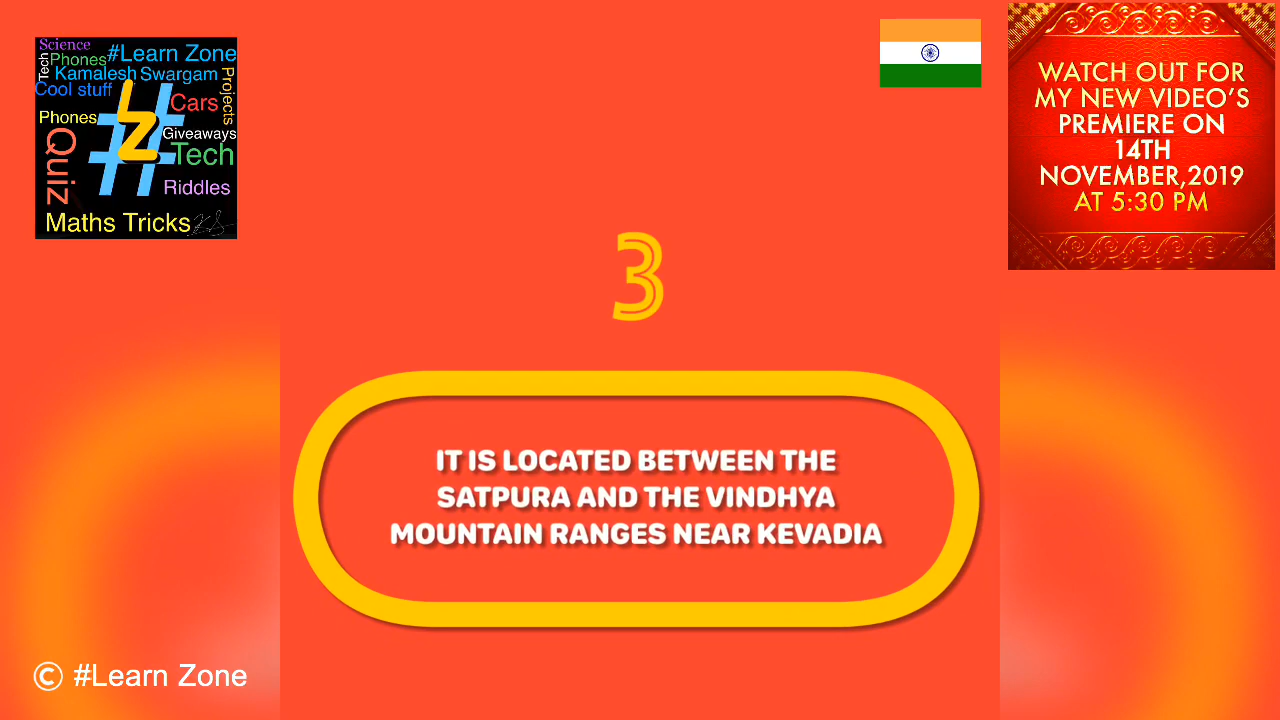 Science
#Learn Zone
Tech
Phones
Kamalesh Swargam
Cool stuff
Projects
Cars
Phones
Giveaways
Quiz
#LZ
Tech
Riddles
Maths Tricks
WATCH OUT FOR
MY NEW VIDEO'S
PREMIERE ON
14TH
NOVEMBER,2019
AT 5:30 PM
3
IT IS LOCATED BETWEEN THE
SATPURA AND THE VINDHYA
MOUNTAIN RANGES NEAR KEVADIA
© #Learn Zone